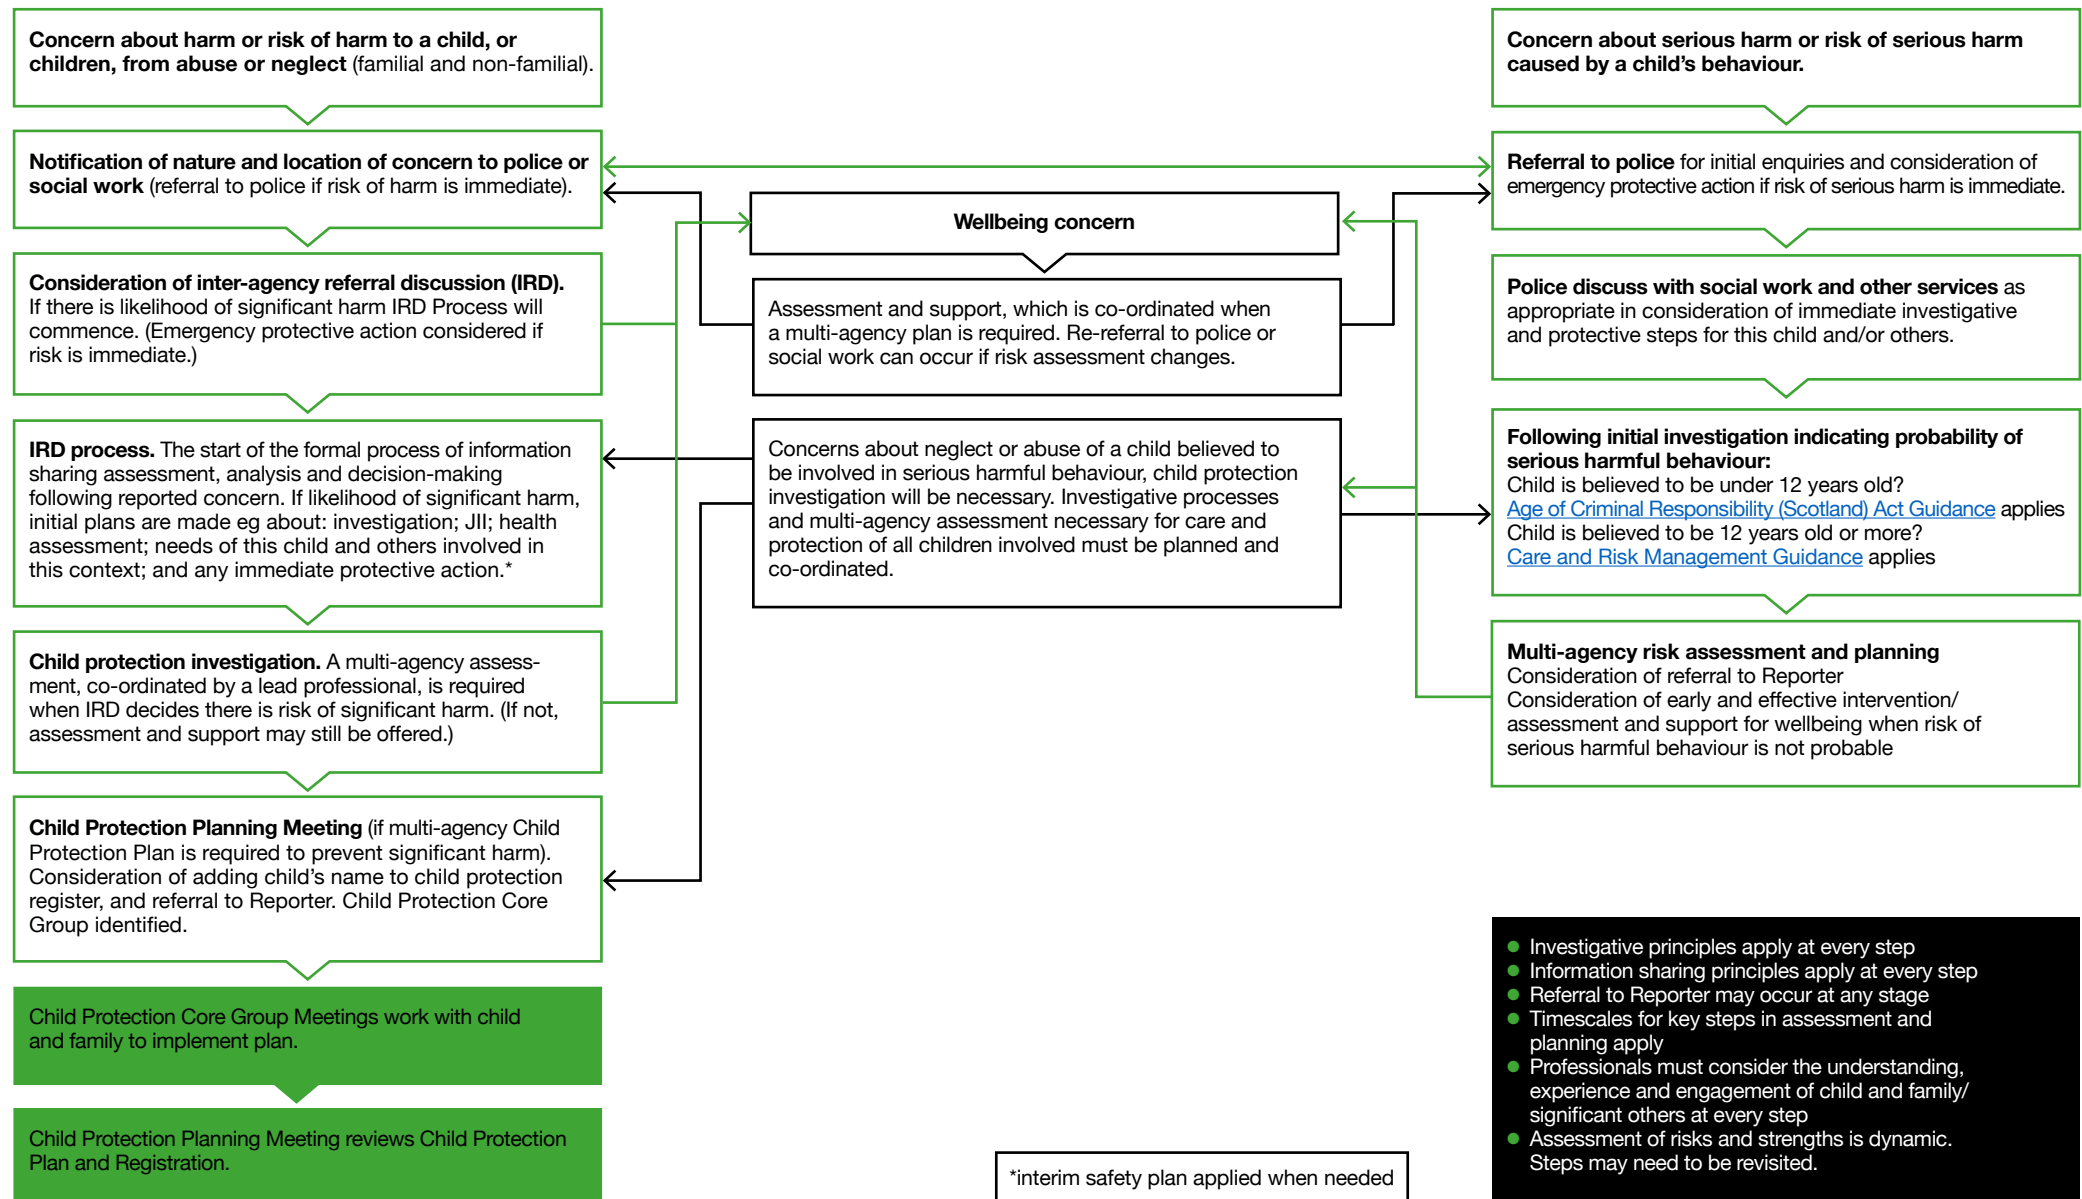 Concern about harm or risk of harm to a child, or
children, from abuse or neglect (familial and non-familial).
Notification of nature and location of concern to police or
social work (referral to police if risk of harm is immediate).
Consideration of inter-agency referral discussion (IRD).
If there is likelihood of significant harm IRD Process will
commence. (Emergency protective action considered if
risk is immediate.)
IRD process. The start of the formal process of information
sharing assessment, analysis and decision-making
following reported concern. If likelihood of significant harm,
initial plans are made eg about: investigation; JII; health
assessment; needs of this child and others involved in
this context; and any immediate protective action.*
Child protection investigation. A multi-agency assess-
ment, co-ordinated by a lead professional, is required
when IRD decides there is risk of significant harm. (If not,
assessment and support may still be offered.)
Child Protection Planning Meeting (if multi-agency Child
Protection Plan is required to prevent significant harm).
Consideration of adding child's name to child protection
register, and referral to Reporter. Child Protection Core
Group identified.
Child Protection Core Group Meetings work with child
and family to implement plan.
Child Protection Planning Meeting reviews Child Protection
Plan and Registration.
Wellbeing concern
Assessment and support, which is co-ordinated when
a multi-agency plan is required. Re-referral to police or
social work can occur if risk assessment changes.
Concerns about neglect or abuse of a child believed to
be involved in serious harmful behaviour, child protection
investigation will be necessary. Investigative processes
and multi-agency assessment necessary for care and
protection of all children involved must be planned and
co-ordinated.
*interim safety plan applied when needed
Concern about serious harm or risk of serious harm
caused by a child's behaviour.
Referral to police for initial enquiries and consideration of
emergency protective action if risk of serious harm is immediate.
Police discuss with social work and other services as
appropriate in consideration of immediate investigative
and protective steps for this child and/or others.
Following initial investigation indicating probability of
serious harmful behaviour:
Child is believed to be under 12 years old?
Age of Criminal Responsibility (Scotland) Act Guidance applies
Child is believed to be 12 years old or more?
Care and Risk Management Guidance applies
Multi-agency risk assessment and planning
Consideration of referral to Reporter
Consideration of early and effective intervention/
assessment and support for wellbeing when risk of
serious harmful behaviour is not probable
● Investigative principles apply at every step
● Information sharing principles apply at every step
● Referral to Reporter may occur at any stage
● Timescales for key steps in assessment and
planning apply
● Professionals must consider the understanding,
experience and engagement of child and family/
significant others at every step
● Assessment of risks and strengths is dynamic.
Steps may need to be revisited.